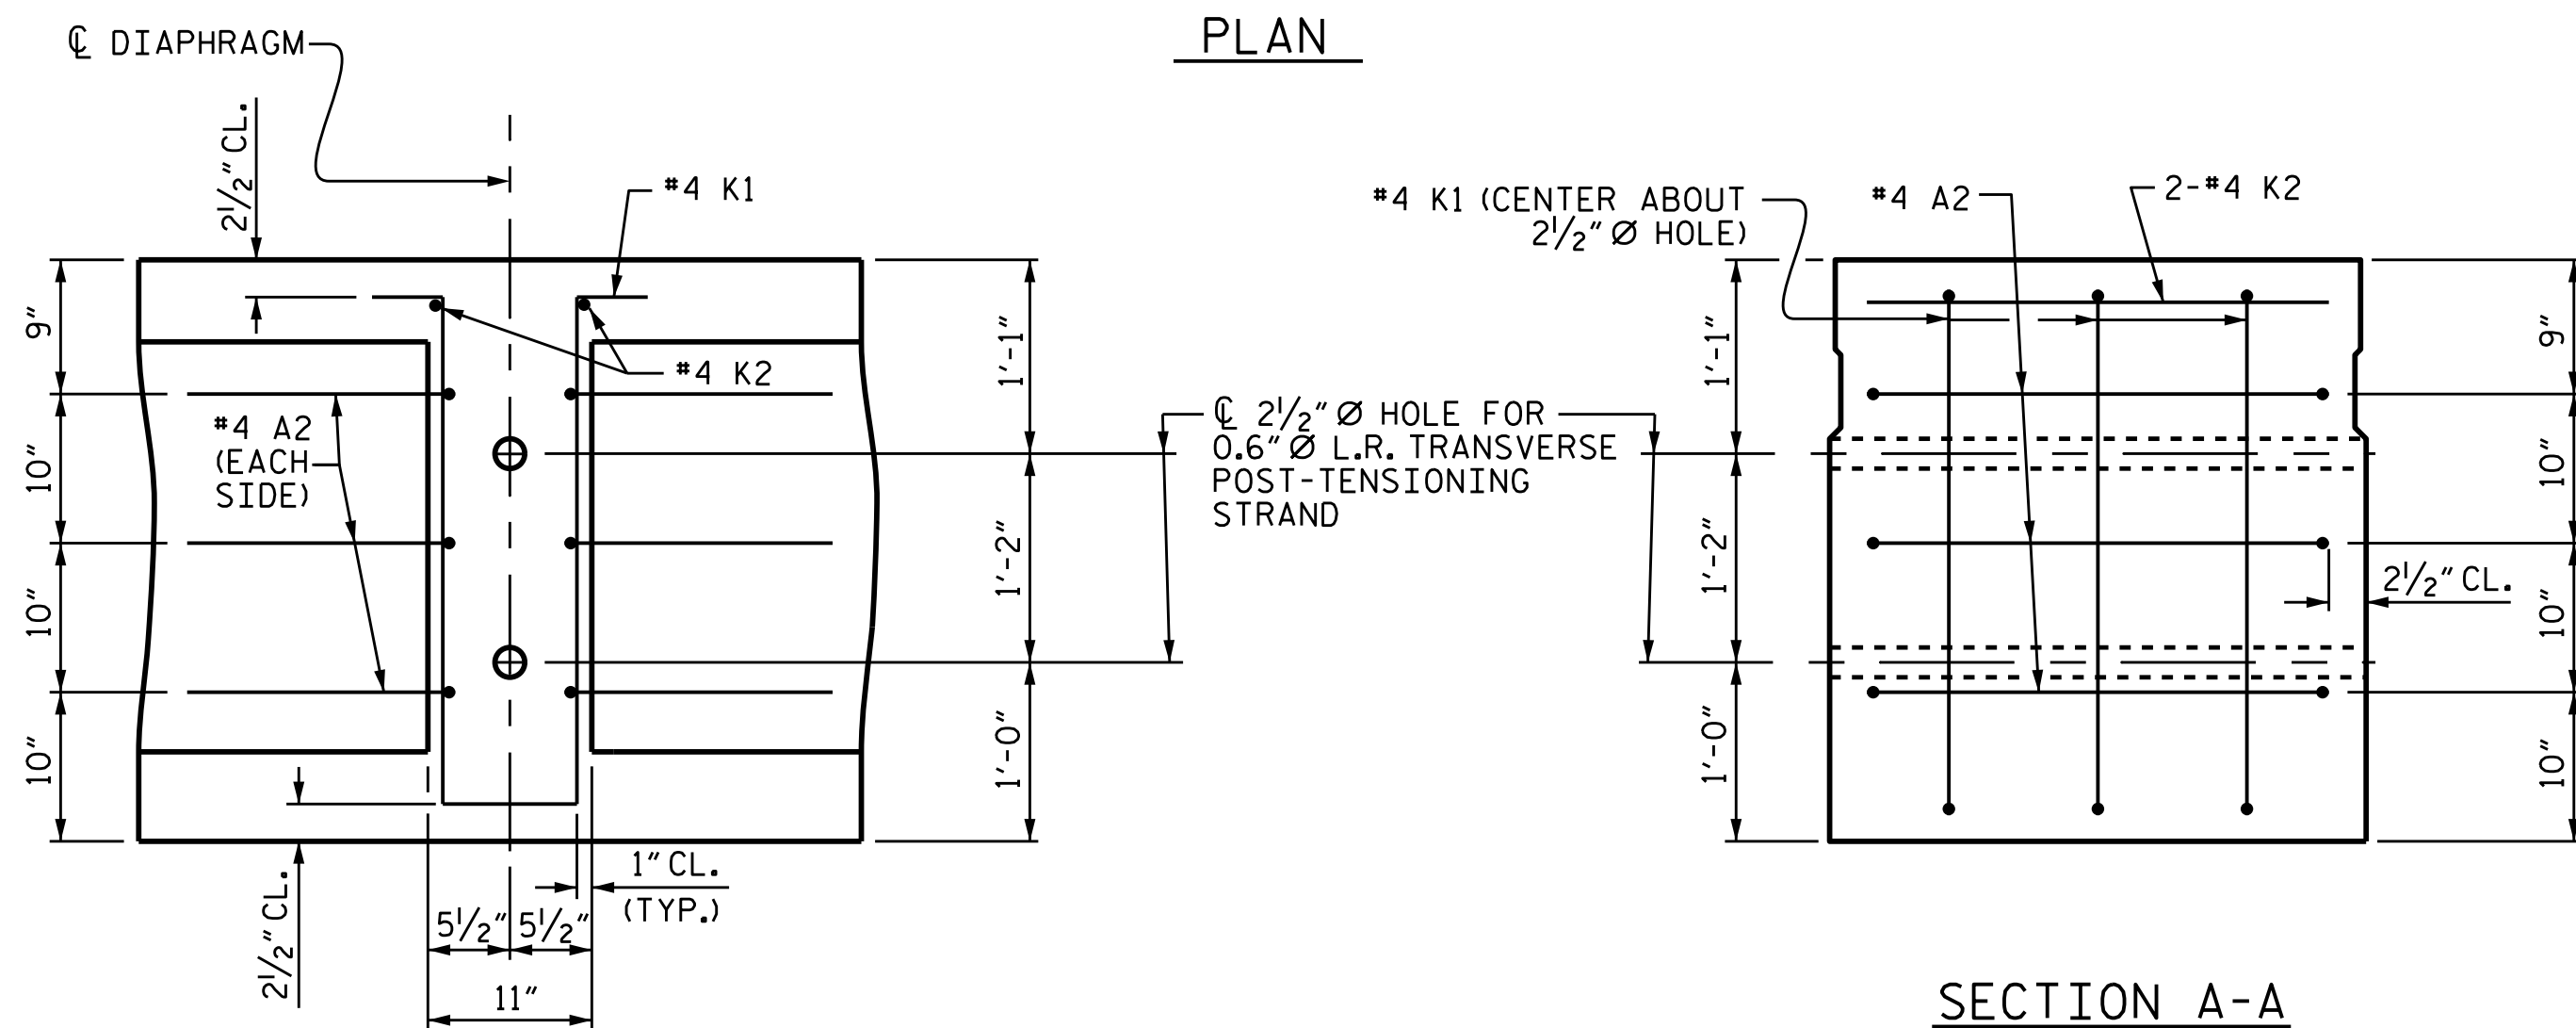 PLAN
℄ DIAPHRAGM
2½" CL.
#4 K1
#4 K2
#4 A2
(EACH
SIDE)
9"
10"
10"
10"
1'-1"
1'-2"
1'-0"
2½" CL.
1" CL.
(TYP.)
5½"
5½"
11"
℄ 2½" Ø HOLE FOR
0.6" Ø L.R. TRANSVERSE
POST-TENSIONING
STRAND
#4 K1 (CENTER ABOUT
2½" Ø HOLE)
#4 A2
2-#4 K2
1'-1"
1'-2"
1'-0"
9"
10"
10"
10"
2½" CL.
SECTION A-A